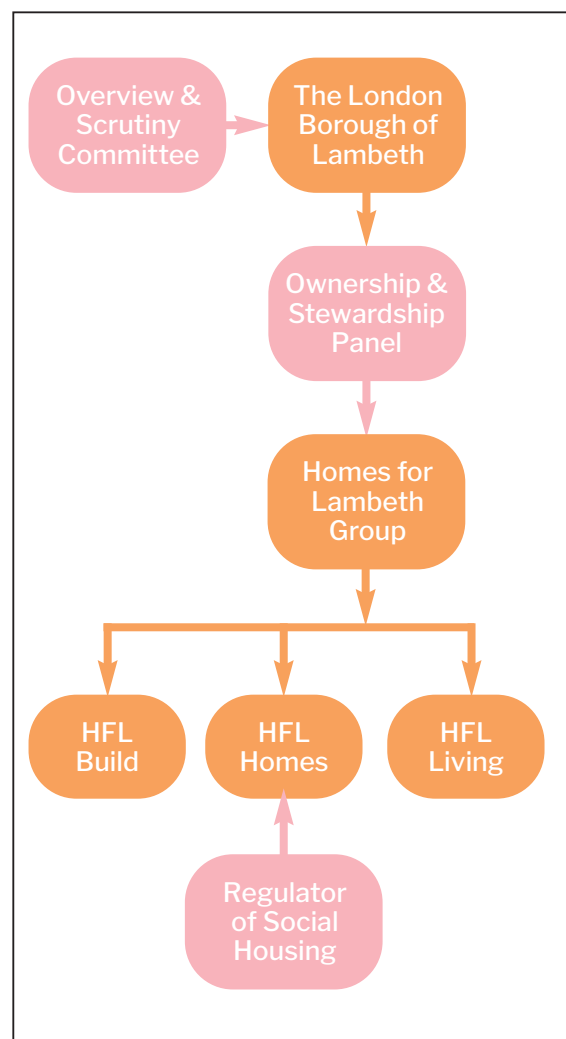 Overview &
Scrutiny
Committee
The London
Borough of
Lambeth
Ownership &
Stewardship
Panel
Homes for
Lambeth
Group
HFL
Build
HFL
Homes
HFL
Living
Regulator
of Social
Housing